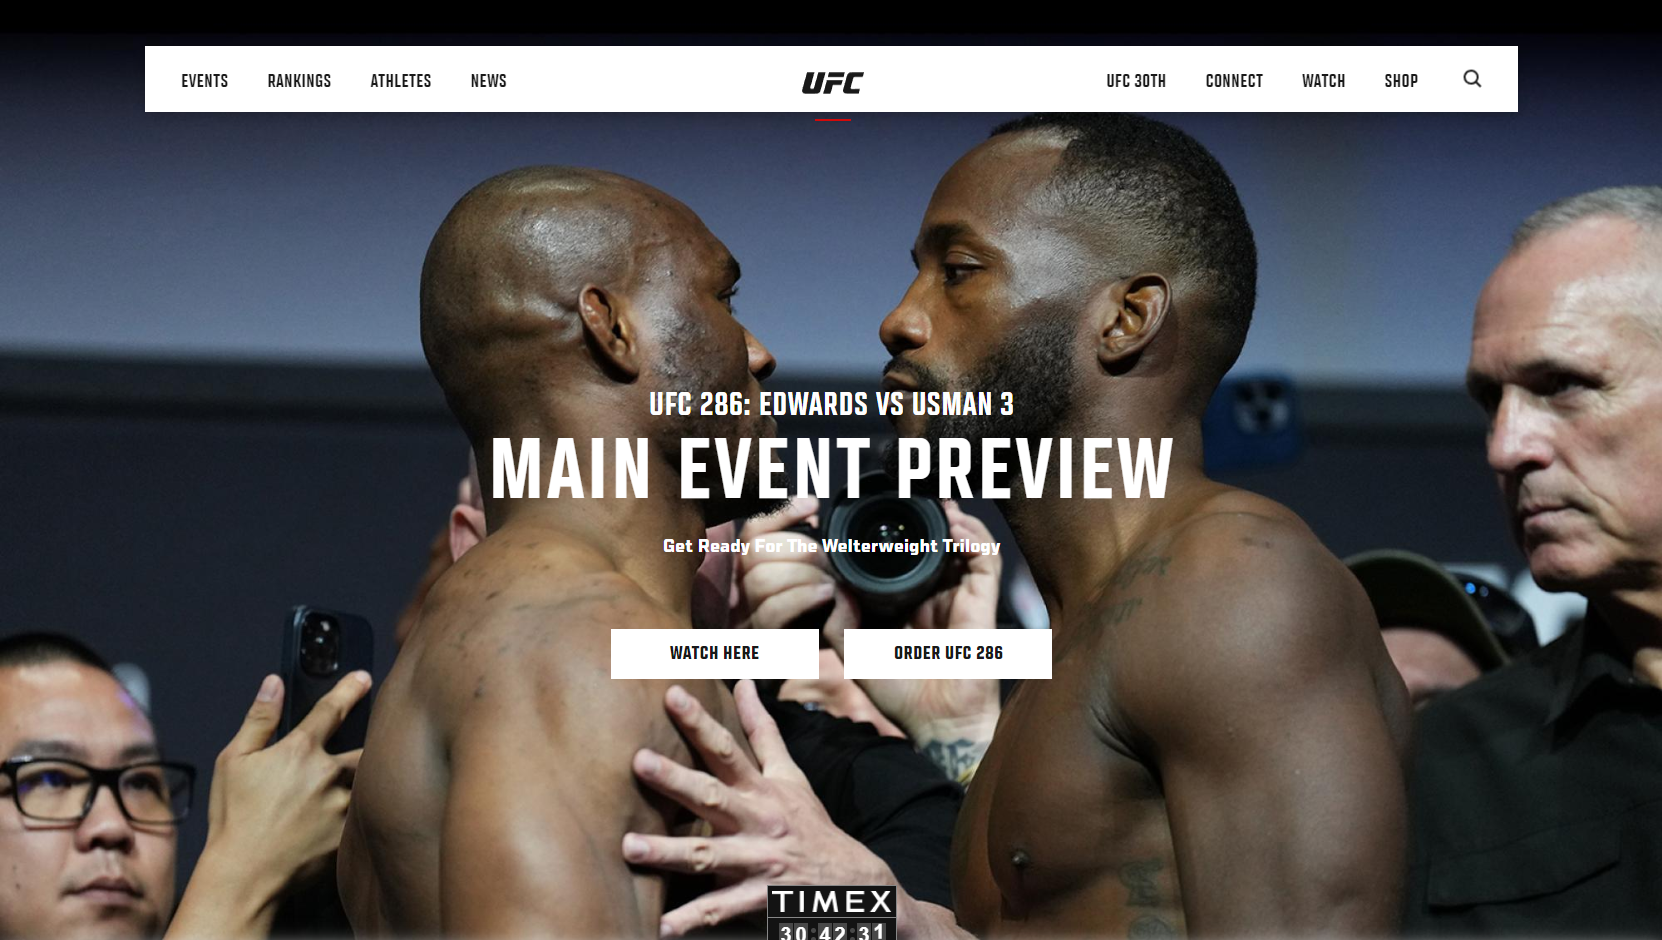 EVENTS RANKINGS ATHLETES NEWS UFC UFC 30TH CONNECT WATCH SHOP
UFC 286: EDWARDS VS USMAN 3
MAIN EVENT PREVIEW
Get Ready For The Welterweight Trilogy
WATCH HERE ORDER UFC 286
TIMEX
30:42:31